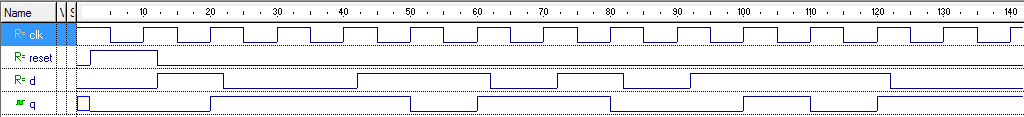 Name V S 10 20 30 40 50 60 70 80 90 100 110 120 130 140
R= clk
R= reset
R= d
q